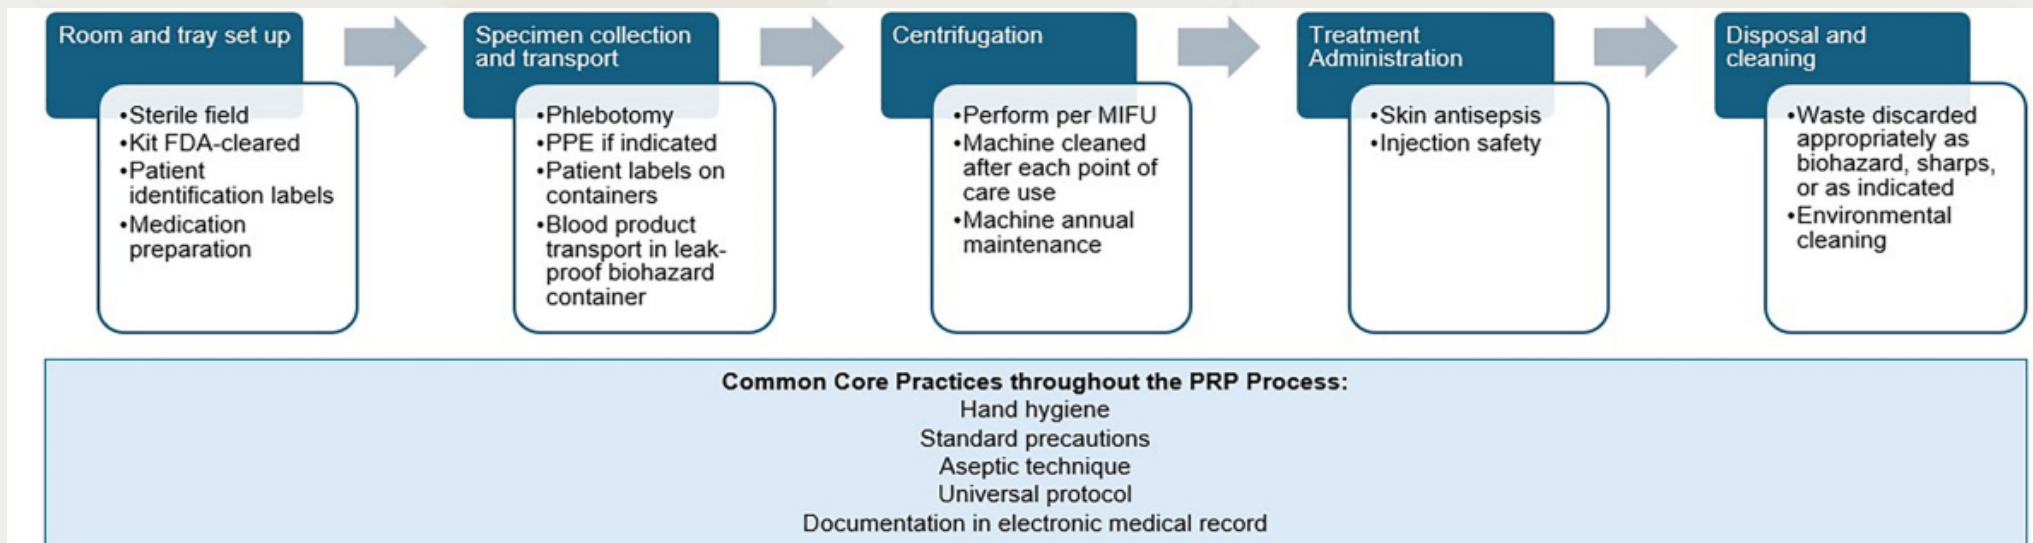 Room and tray set up
•Sterile field
•Kit FDA-cleared
•Patient
identification labels
•Medication
preparation
Specimen collection
and transport
•Phlebotomy
•PPE if indicated
•Patient labels on
containers
•Blood product
transport in leak-
proof biohazard
container
Centrifugation
•Perform per MIFU
•Machine cleaned
after each point of
care use
•Machine annual
maintenance
Treatment
Administration
•Skin antisepsis
•Injection safety
Disposal and
cleaning
•Waste discarded
appropriately as
biohazard, sharps,
or as indicated
•Environmental
cleaning
Common Core Practices throughout the PRP Process:
Hand hygiene
Standard precautions
Aseptic technique
Universal protocol
Documentation in electronic medical record